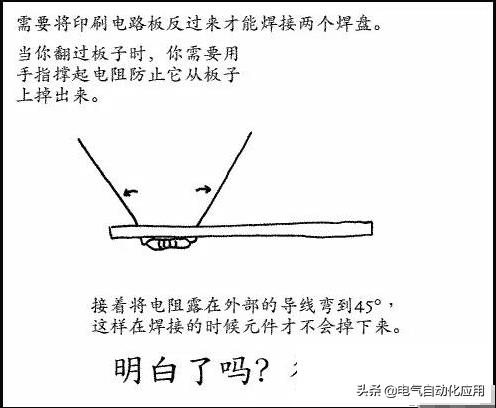 需要将印刷电路板反过来才能焊接两个焊盘。
当你翻过板子时，你需要用
手指撑起电阻防止它从板子
上掉出来。
接着将电阻露在外部的导线弯到45°，
这样在焊接的时候元件才不会掉下来。
明白了吗？
头条 @电气自动化应用